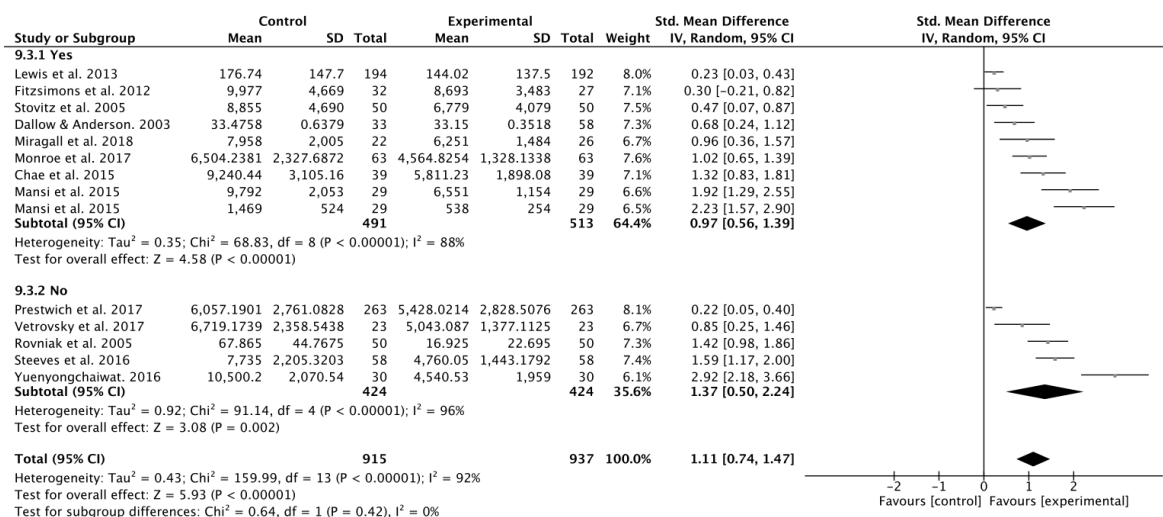 Control Experimental Std. Mean Difference Std. Mean Difference
Study or Subgroup Mean SD Total Mean SD Total Weight IV, Random, 95% CI IV, Random, 95% CI
9.3.1 Yes
Lewis et al. 2013 176.74 147.7 194 144.02 137.5 192 8.0% 0.23 [0.03, 0.43]
Fitzsimons et al. 2012 9,977 4,669 32 8,693 3,483 27 7.1% 0.30 [-0.21, 0.82]
Stovitz et al. 2005 8,855 4,690 50 6,779 4,079 50 7.5% 0.47 [0.07, 0.87]
Dallow & Anderson. 2003 33.4758 0.6379 33 33.15 0.3518 58 7.3% 0.68 [0.24, 1.12]
Miragall et al. 2018 7,958 2,005 22 6,251 1,484 26 6.7% 0.96 [0.36, 1.57]
Monroe et al. 2017 6,504.2381 2,327.6872 63 4,564.8254 1,328.1338 63 7.6% 1.02 [0.65, 1.39]
Chae et al. 2015 9,240.44 3,105.16 39 5,811.23 1,898.08 39 7.1% 1.32 [0.83, 1.81]
Mansi et al. 2015 9,792 2,053 29 6,551 1,154 29 6.6% 1.92 [1.29, 2.55]
Mansi et al. 2015 1,469 524 29 538 254 29 6.5% 2.23 [1.57, 2.90]
Subtotal (95% CI) 491 513 64.4% 0.97 [0.56, 1.39]
Heterogeneity: Tau² = 0.35; Chi² = 68.83, df = 8 (P < 0.00001); I² = 88%
Test for overall effect: Z = 4.58 (P < 0.00001)
9.3.2 No
Prestwich et al. 2017 6,057.1901 2,761.0828 263 5,428.0214 2,828.5076 263 8.1% 0.22 [0.05, 0.40]
Vetrovsky et al. 2017 6,719.1739 2,358.5438 23 5,043.087 1,377.1125 23 6.7% 0.85 [0.25, 1.46]
Rovniak et al. 2005 67.865 44.7675 50 16.925 22.695 50 7.3% 1.42 [0.98, 1.86]
Steeves et al. 2016 7,735 2,205.3203 58 4,760.05 1,443.1792 58 7.4% 1.59 [1.17, 2.00]
Yuenyongchaiwat. 2016 10,500.2 2,070.54 30 4,540.53 1,959 30 6.1% 2.92 [2.18, 3.66]
Subtotal (95% CI) 424 424 35.6% 1.37 [0.50, 2.24]
Heterogeneity: Tau² = 0.92; Chi² = 91.14, df = 4 (P < 0.00001); I² = 96%
Test for overall effect: Z = 3.08 (P = 0.002)
Total (95% CI) 915 937 100.0% 1.11 [0.74, 1.47]
Heterogeneity: Tau² = 0.43; Chi² = 159.99, df = 13 (P < 0.00001); I² = 92%
Test for overall effect: Z = 5.93 (P < 0.00001)
Test for subgroup differences: Chi² = 0.64, df = 1 (P = 0.42), I² = 0%
-2 -1 0 1 2
Favours [control] Favours [experimental]